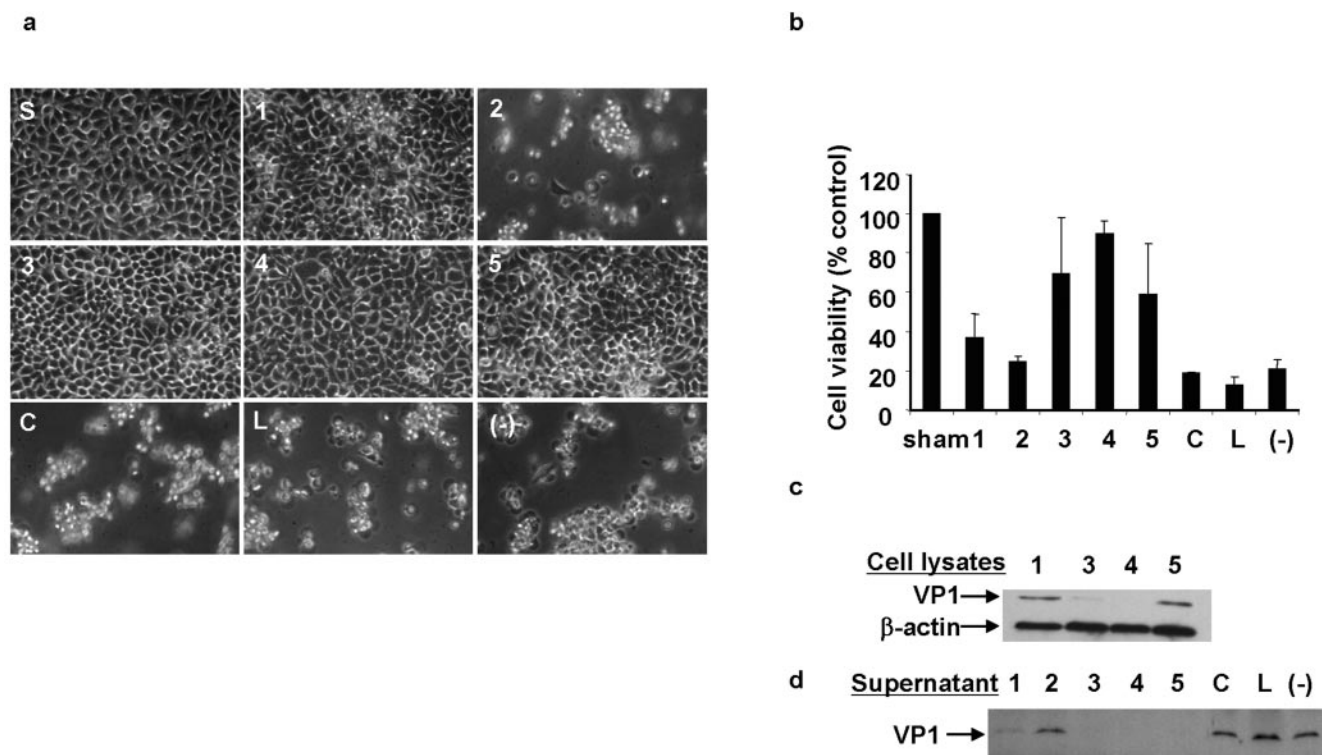 a
S 1 2
3 4 5
C L (-)
b
Cell viability (% control)
120
100
80
60
40
20
0
sham 1 2 3 4 5 C L (-)
c
Cell lysates 1 3 4 5
VP1
β-actin
d
Supernatant 1 2 3 4 5 C L (-)
VP1